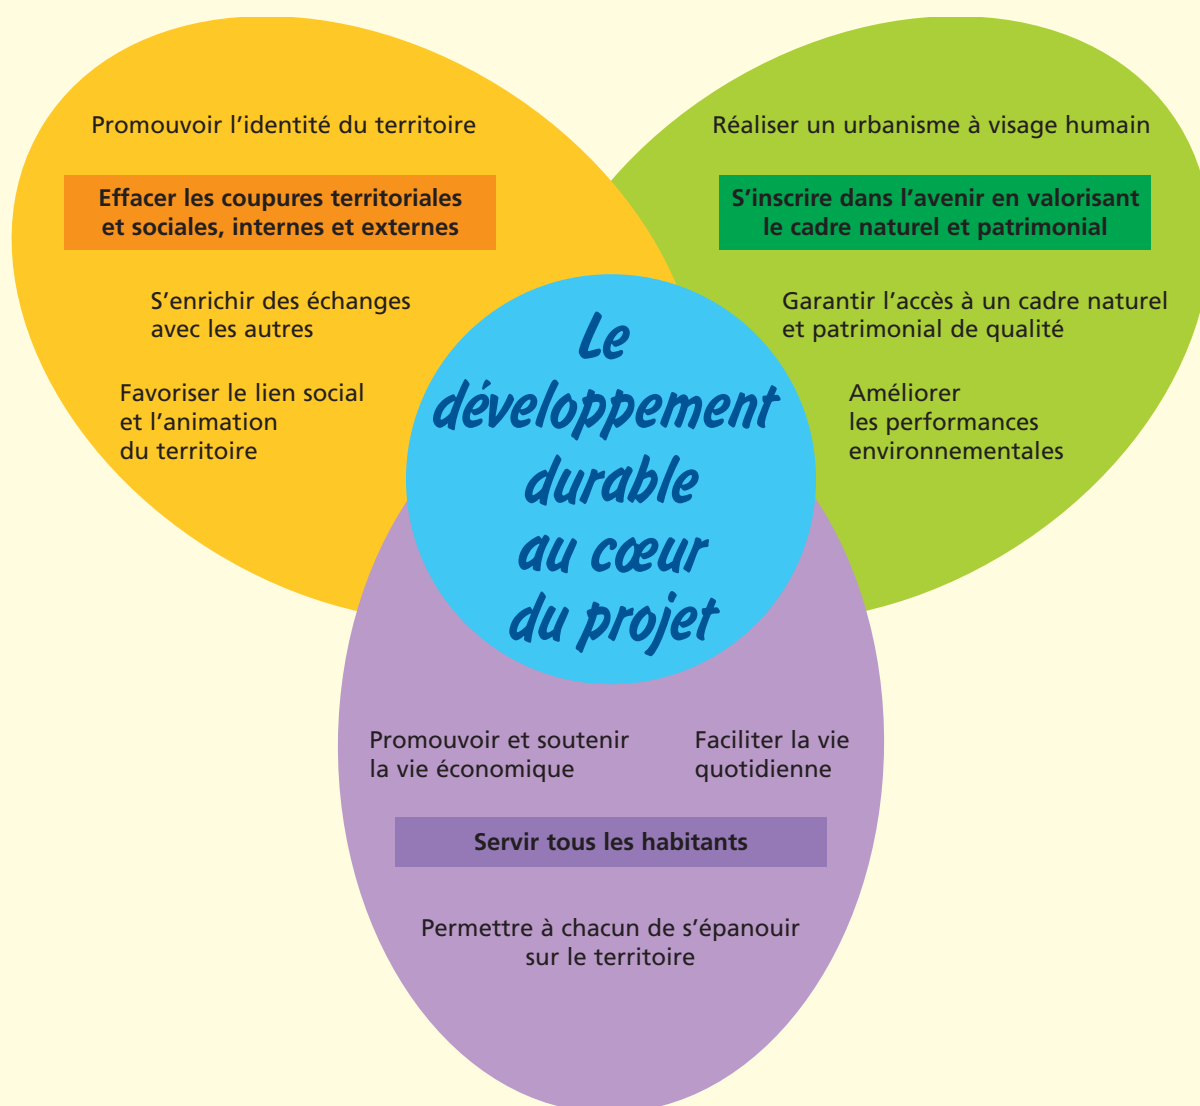 Promouvoir l’identité du territoire
Effacer les coupures territoriales
et sociales, internes et externes
S’enrichir des échanges
avec les autres
Favoriser le lien social
et l’animation
du territoire
Réaliser un urbanisme à visage humain
S’inscrire dans l’avenir en valorisant
le cadre naturel et patrimonial
Garantir l’accès à un cadre naturel
et patrimonial de qualité
Améliorer
les performances
environnementales
Le
développement
durable
au cœur
du projet
Promouvoir et soutenir
la vie économique
Faciliter la vie
quotidienne
Servir tous les habitants
Permettre à chacun de s’épanouir
sur le territoire